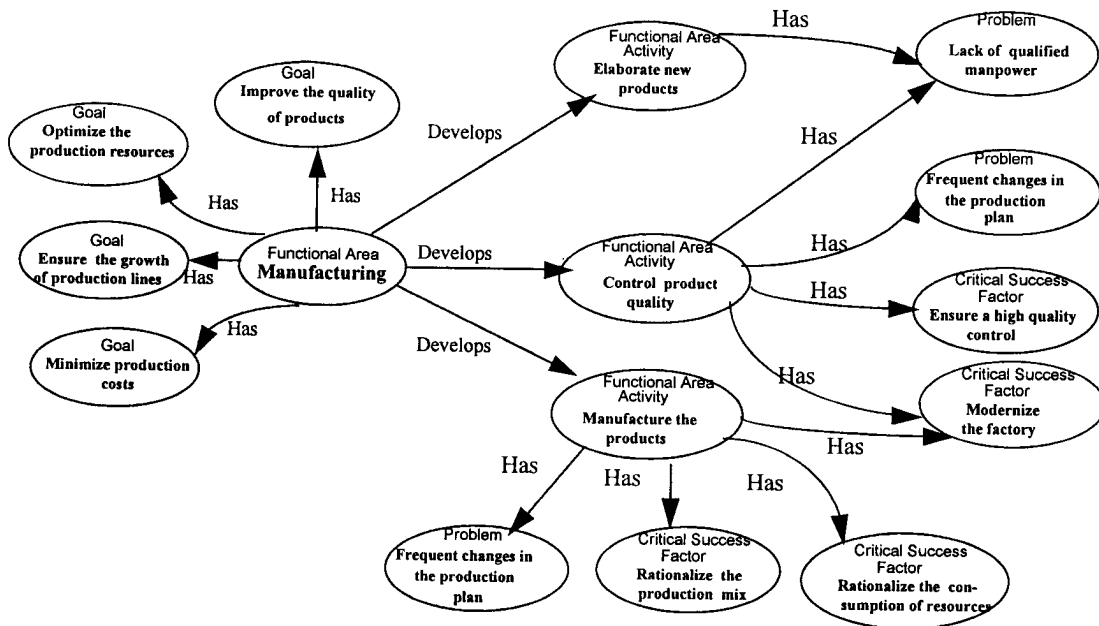 Has
Functional Area
Activity
Elaborate new
products
Problem
Lack of qualified
manpower
Goal
Improve the quality
of products
Goal
Optimize the
production resources
Develops
Has
Problem
Frequent changes in
the production
plan
Has
Has
Goal
Ensure the growth
of production lines
Has
Functional Area
Manufacturing
Develops
Functional Area
Activity
Control product
quality
Has
Has
Critical Success
Factor
Ensure a high quality
control
Has
Goal
Minimize production
costs
Develops
Has
Critical Success
Factor
Modernize
the factory
Functional Area
Activity
Manufacture the
products
Has
Has
Has
Has
Problem
Frequent changes in
the production
plan
Critical Success
Factor
Rationalize the
production mix
Critical Success
Factor
Rationalize the con-
sumption of resources